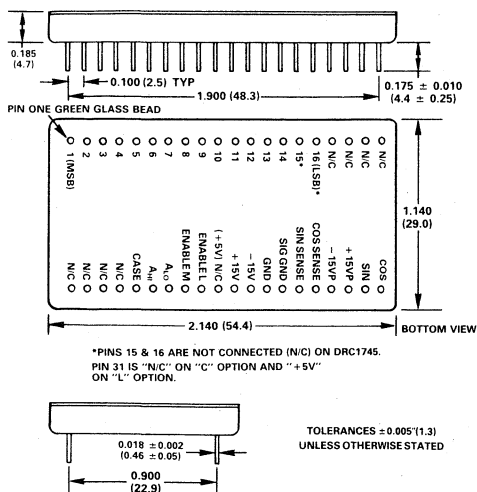 0.185
(4.7)
0.100 (2.5) TYP
1.900 (48.3)
0.175 ± 0.010
(4.4 ± 0.25)
PIN ONE GREEN GLASS BEAD
1 (MSB)
2
3
4
5
6
7
8
9
10
11
12
13
14
15*
16 (LSB)*
N/C
N/C
N/C
N/C
N/C
N/C
N/C
N/C
CASE
AHI
ALO
ENABLE M
ENABLE L
(+5V) N/C
+15V
-15V
GND
SIG GND
SIN SENSE
COS SENSE
-15VP
+15VP
SIN
COS
1.140
(29.0)
2.140 (54.4)
BOTTOM VIEW
*PINS 15 & 16 ARE NOT CONNECTED (N/C) ON DRC1745.
PIN 31 IS "N/C" ON "C" OPTION AND "+5V"
ON "L" OPTION.
0.018 ±0.002
(0.46 ±0.05)
0.900
(22.9)
TOLERANCES ±0.005"(1.3)
UNLESS OTHERWISE STATED